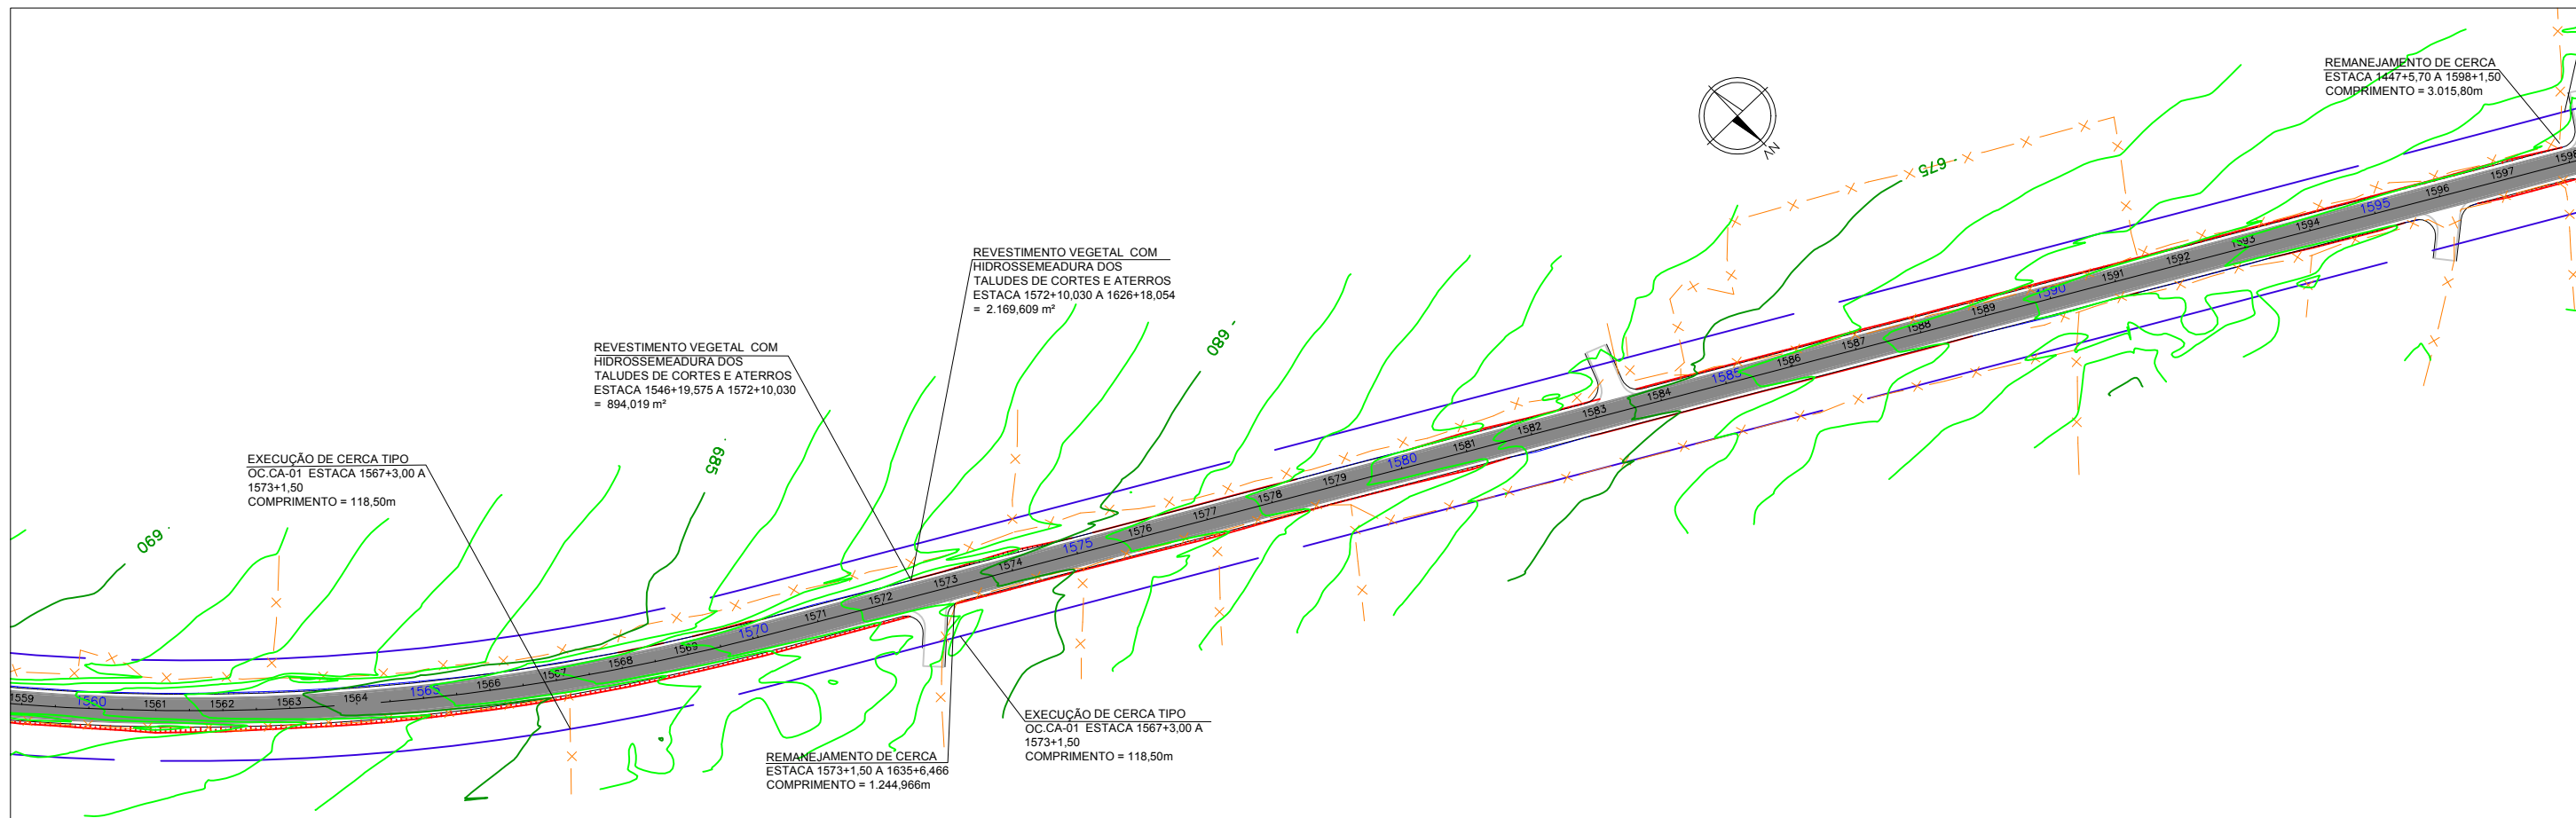 REMANEJAMENTO DE CERCA
ESTACA 1447+5,70 A 1598+1,50
COMPRIMENTO = 3.015,80m
NV
675
REVESTIMENTO VEGETAL COM
HIDROSSEMEADURA DOS
TALUDES DE CORTES E ATERROS
ESTACA 1572+10,030 A 1626+18,054
= 2.169,609 m²
680
REVESTIMENTO VEGETAL COM
HIDROSSEMEADURA DOS
TALUDES DE CORTES E ATERROS
ESTACA 1546+19,575 A 1572+10,030
= 894,019 m²
685
EXECUÇÃO DE CERCA TIPO
OC.CA-01 ESTACA 1567+3,00 A
1573+1,50
COMPRIMENTO = 118,50m
690
1559
1560
1561
1562
1563
1564
1565
1566
1567
1568
1569
1570
1571
1572
1573
1574
1575
1576
1577
1578
1579
1580
1581
1582
1583
1584
1585
1586
1587
1588
1589
1590
1591
1592
1593
1594
1595
1596
1597
1598
EXECUÇÃO DE CERCA TIPO
OC.CA-01 ESTACA 1567+3,00 A
1573+1,50
COMPRIMENTO = 118,50m
REMANEJAMENTO DE CERCA
ESTACA 1573+1,50 A 1635+6,466
COMPRIMENTO = 1.244,966m